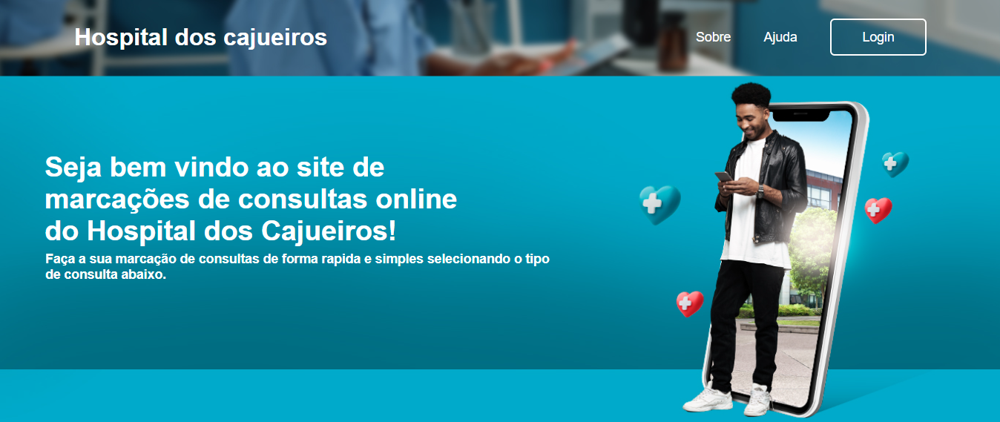 Hospital dos cajueiros
Sobre
Ajuda
Login
Seja bem vindo ao site de
marcações de consultas online
do Hospital dos Cajueiros!
Faça a sua marcação de consultas de forma rapida e simples selecionando o tipo
de consulta abaixo.